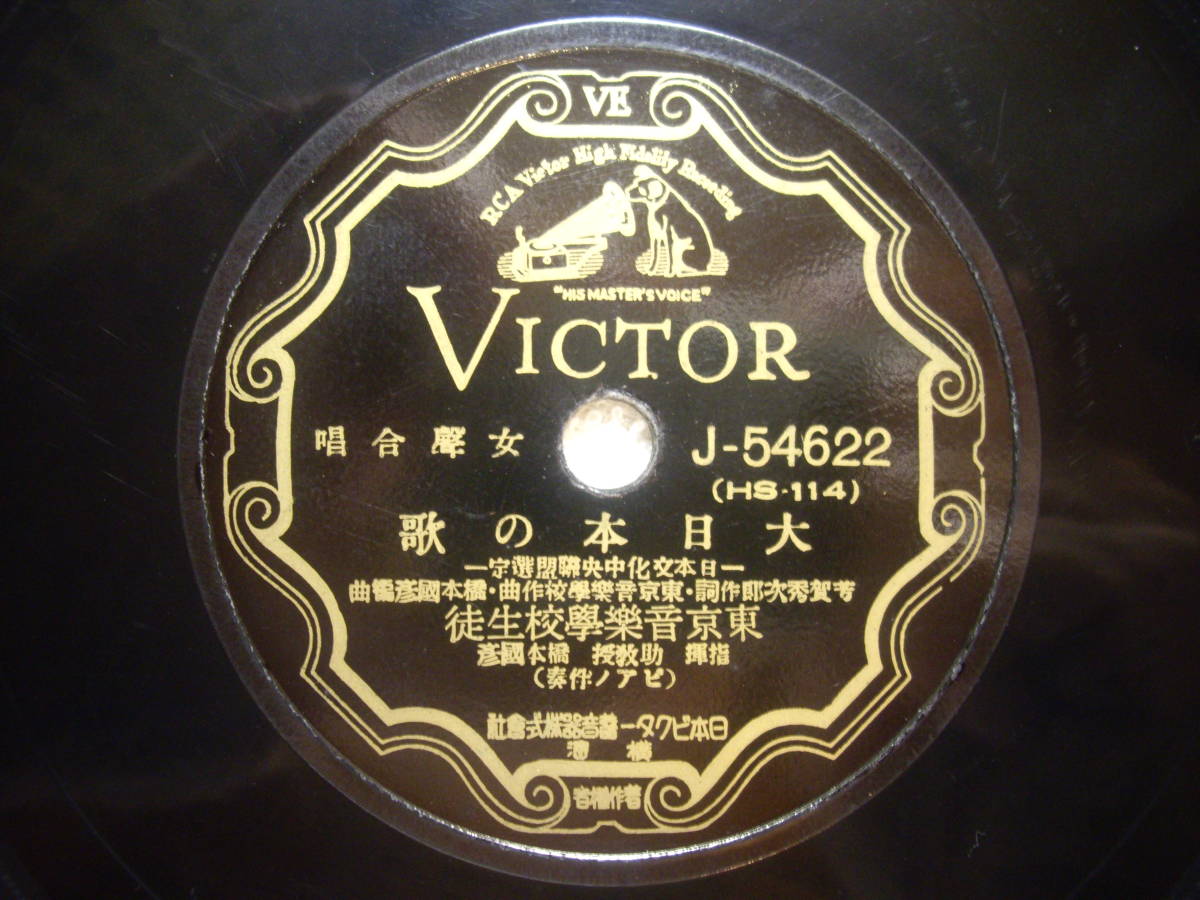 VE
RCA Victor High Fidelity Recording
"HIS MASTER'S VOICE"
VICTOR
女聲合唱
J-54622
(HS-114)
大日本の歌
―日本文化中央聯盟選定―
芳賀秀次郎作詞・東京音樂學校作曲・橋本國彥編曲
東京音樂學校生徒
指揮 助教授 橋本國彥
(ピアノ伴奏)
日本ビクター蓄音器株式會社
橫濱
著作權者